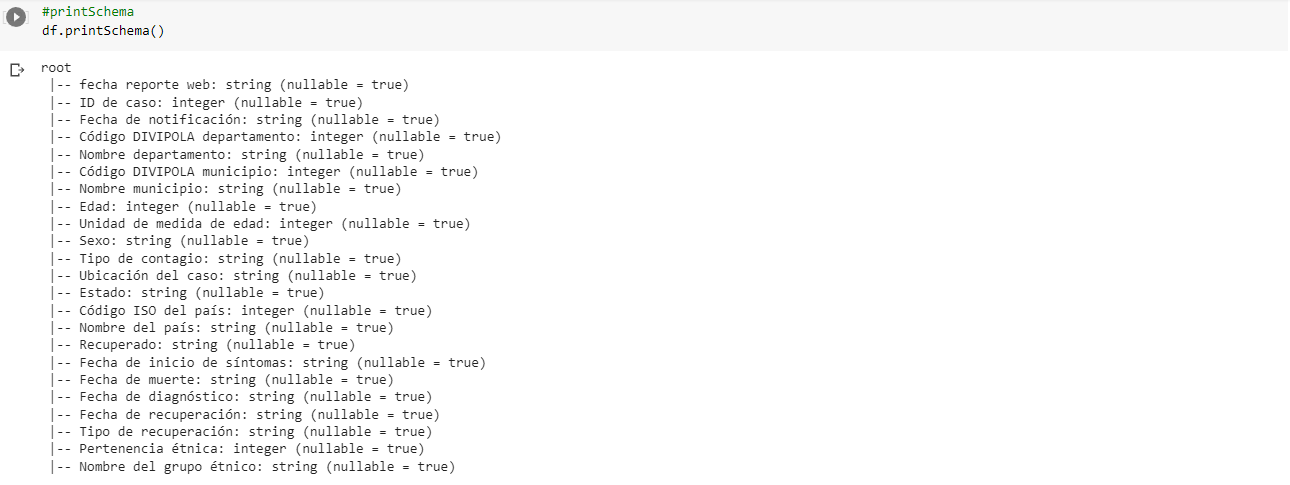 #printSchema
df.printSchema()
root
|-- fecha reporte web: string (nullable = true)
|-- ID de caso: integer (nullable = true)
|-- Fecha de notificación: string (nullable = true)
|-- Código DIVIPOLA departamento: integer (nullable = true)
|-- Nombre departamento: string (nullable = true)
|-- Código DIVIPOLA municipio: integer (nullable = true)
|-- Nombre municipio: string (nullable = true)
|-- Edad: integer (nullable = true)
|-- Unidad de medida de edad: integer (nullable = true)
|-- Sexo: string (nullable = true)
|-- Tipo de contagio: string (nullable = true)
|-- Ubicación del caso: string (nullable = true)
|-- Estado: string (nullable = true)
|-- Código ISO del país: integer (nullable = true)
|-- Nombre del país: string (nullable = true)
|-- Recuperado: string (nullable = true)
|-- Fecha de inicio de síntomas: string (nullable = true)
|-- Fecha de muerte: string (nullable = true)
|-- Fecha de diagnóstico: string (nullable = true)
|-- Fecha de recuperación: string (nullable = true)
|-- Tipo de recuperación: string (nullable = true)
|-- Pertenencia étnica: integer (nullable = true)
|-- Nombre del grupo étnico: string (nullable = true)